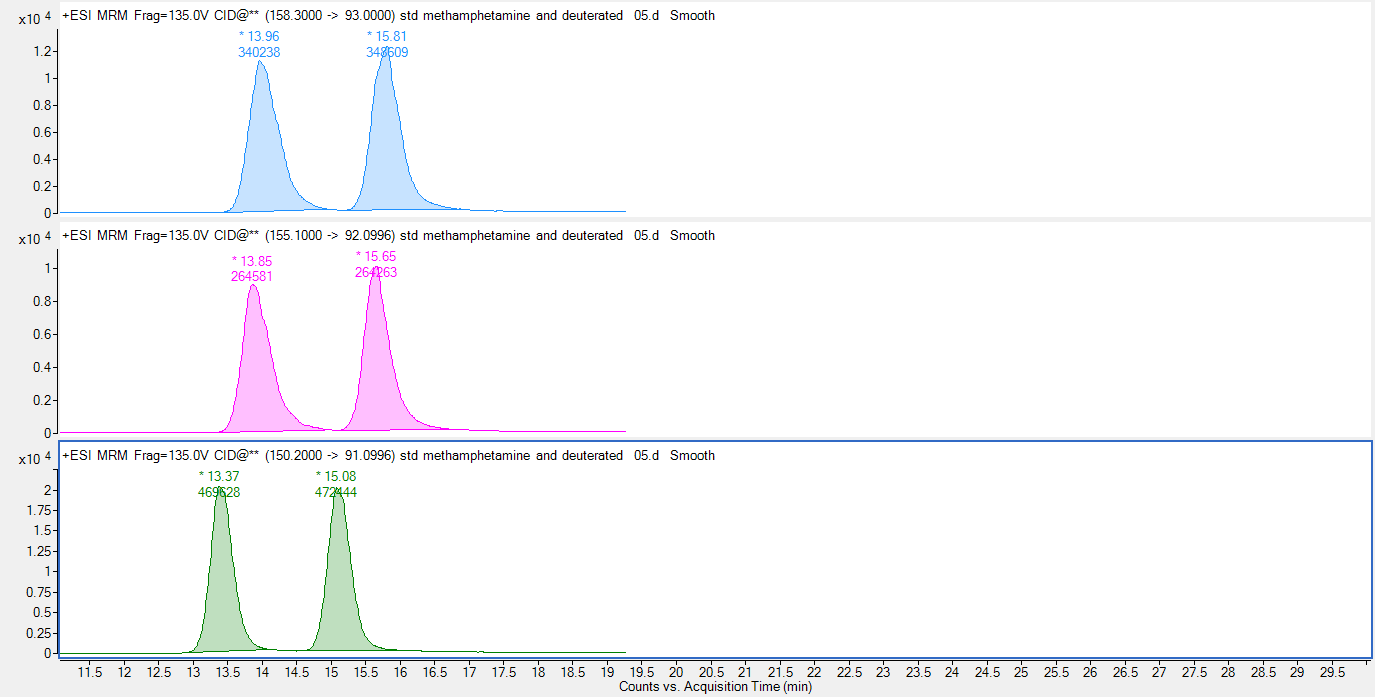 +ESI MRM Frag=135.0V CID@** (158.3000 -> 93.0000) std methamphetamine and deuterated 05.d Smooth
x10 4
* 13.96 * 15.81
340238 348609
1.2
1
0.8
0.6
0.4
0.2
0
+ESI MRM Frag=135.0V CID@** (155.1000 -> 92.0996) std methamphetamine and deuterated 05.d Smooth
x10 4
* 13.85 * 15.65
264581 264263
1
0.8
0.6
0.4
0.2
0
+ESI MRM Frag=135.0V CID@** (150.2000 -> 91.0996) std methamphetamine and deuterated 05.d Smooth
x10 4
* 13.37 * 15.08
469628 472444
2
1.75
1.5
1.25
1
0.75
0.5
0.25
0
11.5 12 12.5 13 13.5 14 14.5 15 15.5 16 16.5 17 17.5 18 18.5 19 19.5 20 20.5 21 21.5 22 22.5 23 23.5 24 24.5 25 25.5 26 26.5 27 27.5 28 28.5 29 29.5
Counts vs. Acquisition Time (min)